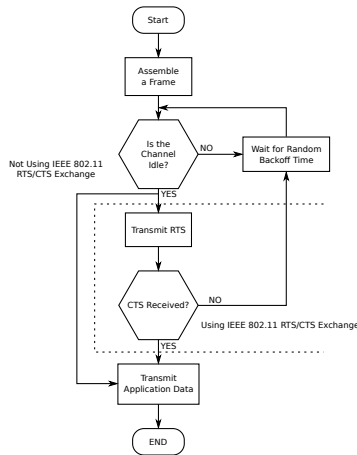 Start
Assemble
a Frame
Is the
Channel
Idle?
NO
Wait for Random
Backoff Time
Not Using IEEE 802.11
RTS/CTS Exchange
YES
Transmit RTS
CTS Received?
NO
Using IEEE 802.11 RTS/CTS Exchange
YES
Transmit
Application Data
END